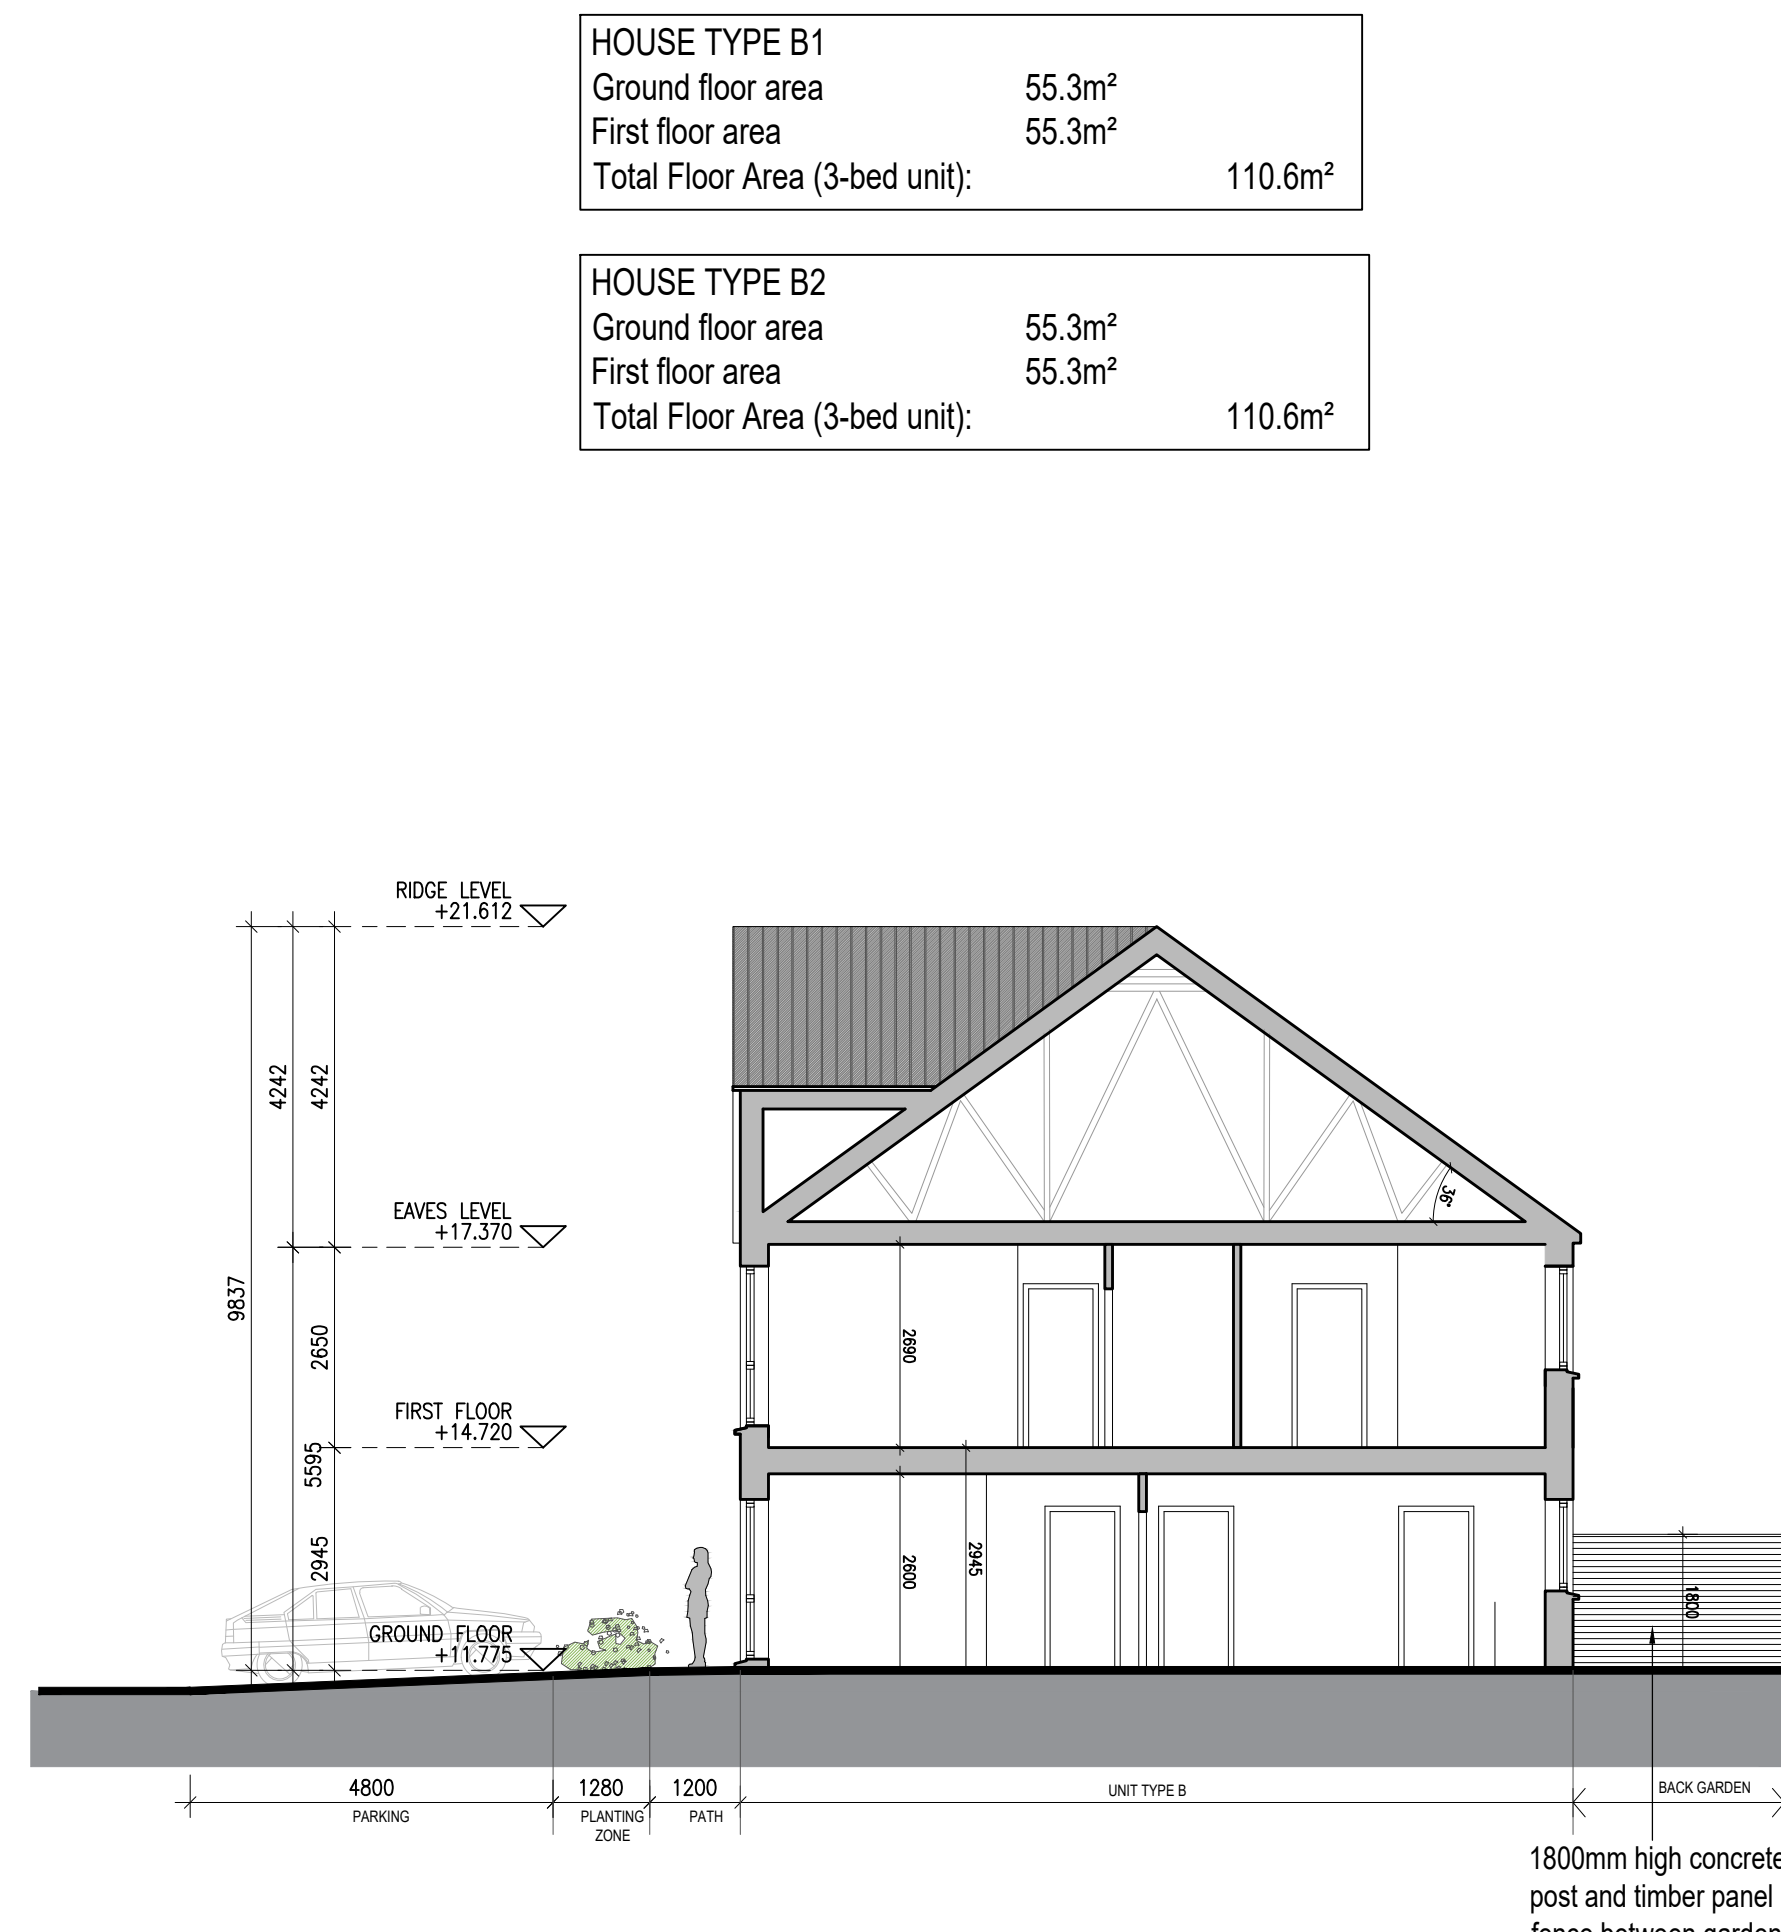 HOUSE TYPE B1
Ground floor area 55.3m²
First floor area 55.3m²
Total Floor Area (3-bed unit): 110.6m²
HOUSE TYPE B2
Ground floor area 55.3m²
First floor area 55.3m²
Total Floor Area (3-bed unit): 110.6m²
RIDGE LEVEL
+21.612
4242
4242
36°
EAVES LEVEL
+17.370
9837
2650
2690
FIRST FLOOR
+14.720
5595
2945
2600
2945
1800
GROUND FLOOR
+11.775
4800
1280
1200
UNIT TYPE B
BACK GARDEN
PARKING
PLANTING
ZONE
PATH
1800mm high concrete
post and timber panel
fence between garden